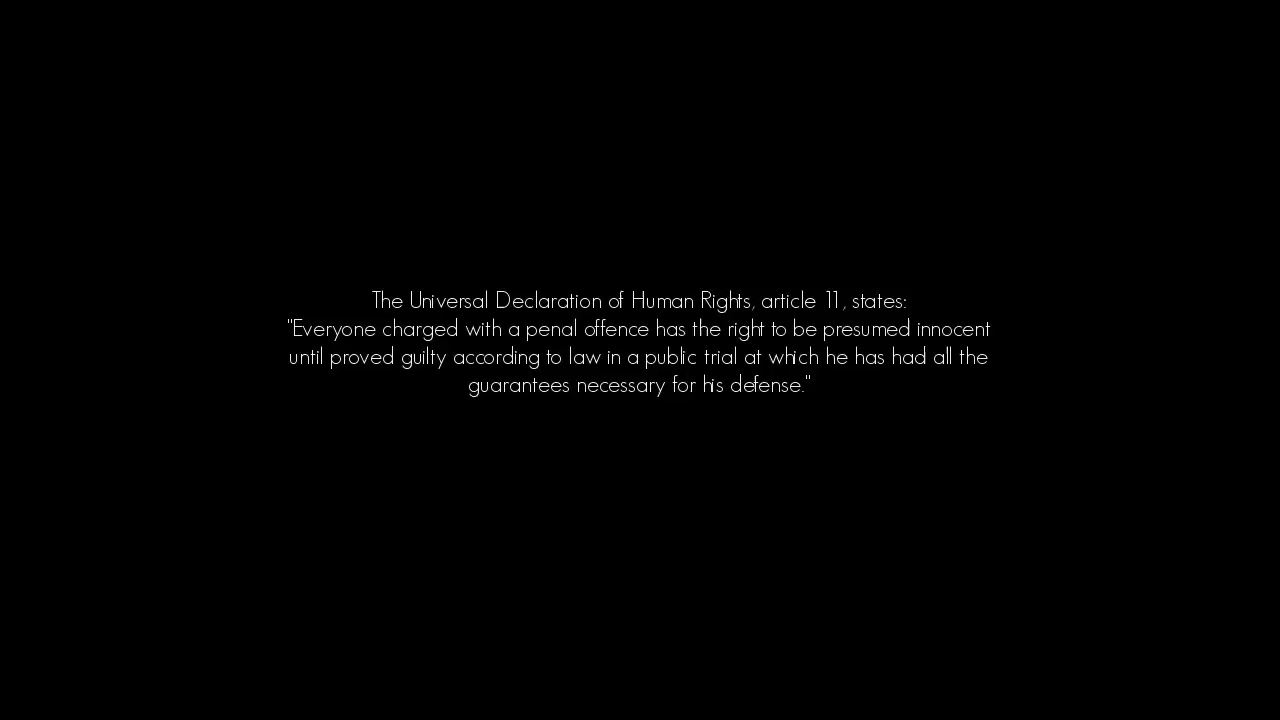 The Universal Declaration of Human Rights, article 11, states:
"Everyone charged with a penal offence has the right to be presumed innocent
until proved guilty according to law in a public trial at which he has had all the
guarantees necessary for his defense."